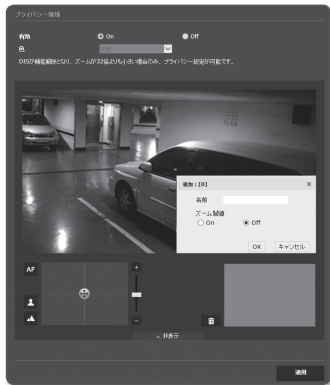 プライバシー領域
有効
On
Off
色
DISが機能解除となり、ズームが32倍よりも小さい場合のみ、プライバシー設定が可能です。
追加 : [0]
×
名前
ズーム閾値
On
Off
OK
キャンセル
AF
+
-
非表示
適用